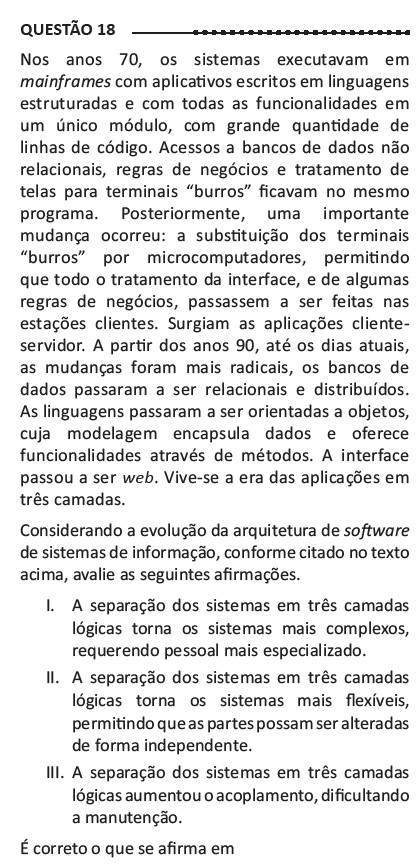 QUESTÃO 18
Nos anos 70, os sistemas executavam em
mainframes com aplicativos escritos em linguagens
estruturadas e com todas as funcionalidades em
um único módulo, com grande quantidade de
linhas de código. Acessos a bancos de dados não
relacionais, regras de negócios e tratamento de
telas para terminais “burros” ficavam no mesmo
programa. Posteriormente, uma importante
mudança ocorreu: a substituição dos terminais
“burros” por microcomputadores, permitindo
que todo o tratamento da interface, e de algumas
regras de negócios, passassem a ser feitas nas
estações clientes. Surgiam as aplicações cliente-
servidor. A partir dos anos 90, até os dias atuais,
as mudanças foram mais radicais, os bancos de
dados passaram a ser relacionais e distribuídos.
As linguagens passaram a ser orientadas a objetos,
cuja modelagem encapsula dados e oferece
funcionalidades através de métodos. A interface
passou a ser web. Vive-se a era das aplicações em
três camadas.
Considerando a evolução da arquitetura de software
de sistemas de informação, conforme citado no texto
acima, avalie as seguintes afirmações.
I. A separação dos sistemas em três camadas
lógicas torna os sistemas mais complexos,
requerendo pessoal mais especializado.
II. A separação dos sistemas em três camadas
lógicas torna os sistemas mais flexíveis,
permitindo que as partes possam ser alteradas
de forma independente.
III. A separação dos sistemas em três camadas
lógicas aumentou o acoplamento, dificultando
a manutenção.
É correto o que se afirma em